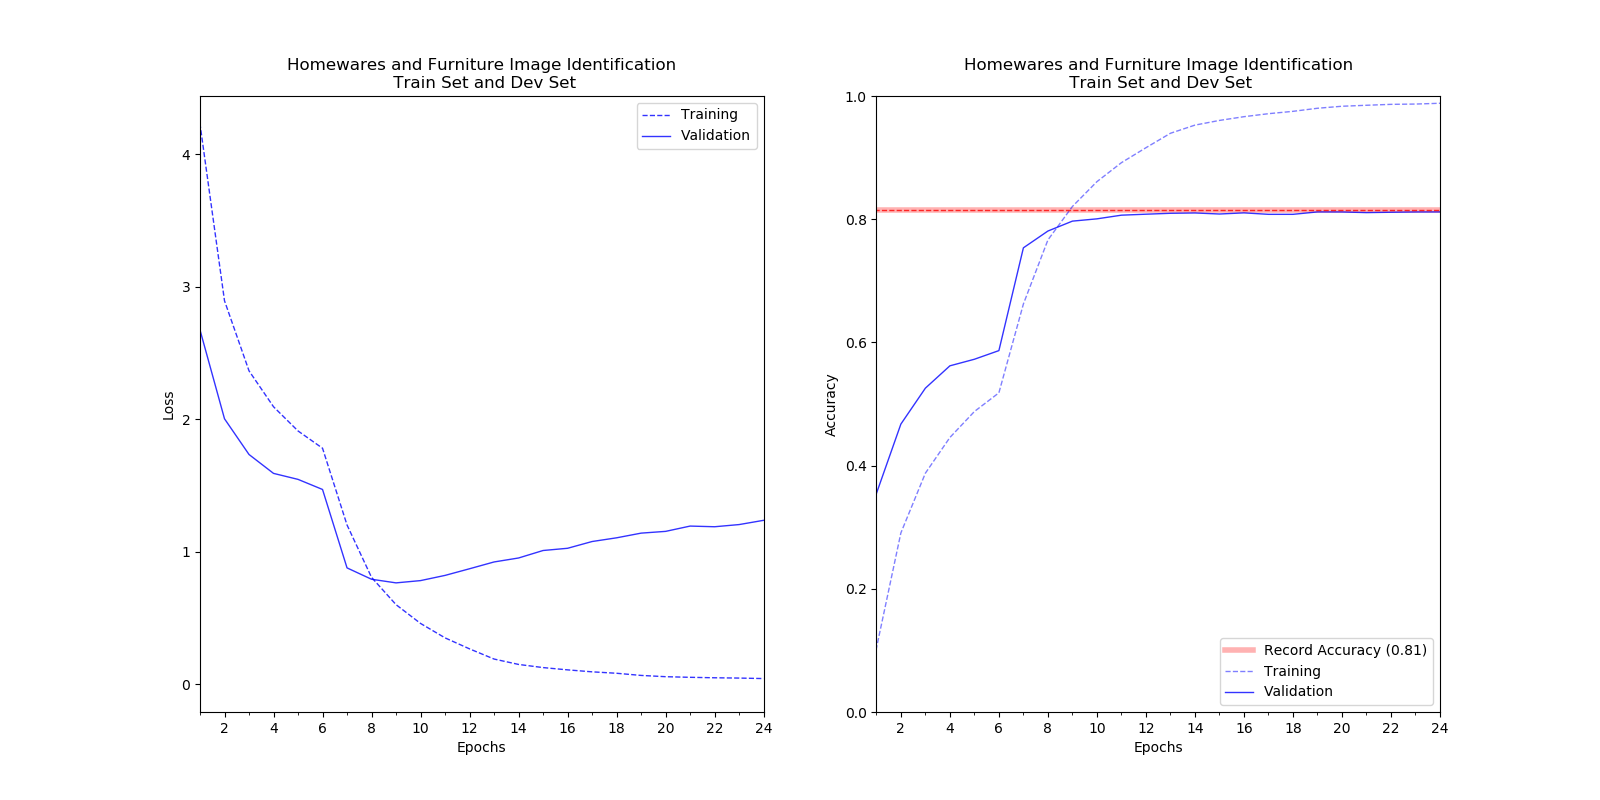 Homewares and Furniture Image Identification
Train Set and Dev Set
Training
Validation
4
3
2
1
0
Loss
2 4 6 8 10 12 14 16 18 20 22 24
Epochs
Homewares and Furniture Image Identification
Train Set and Dev Set
1.0
0.8
0.6
0.4
0.2
0.0
Accuracy
Record Accuracy (0.81)
Training
Validation
2 4 6 8 10 12 14 16 18 20 22 24
Epochs